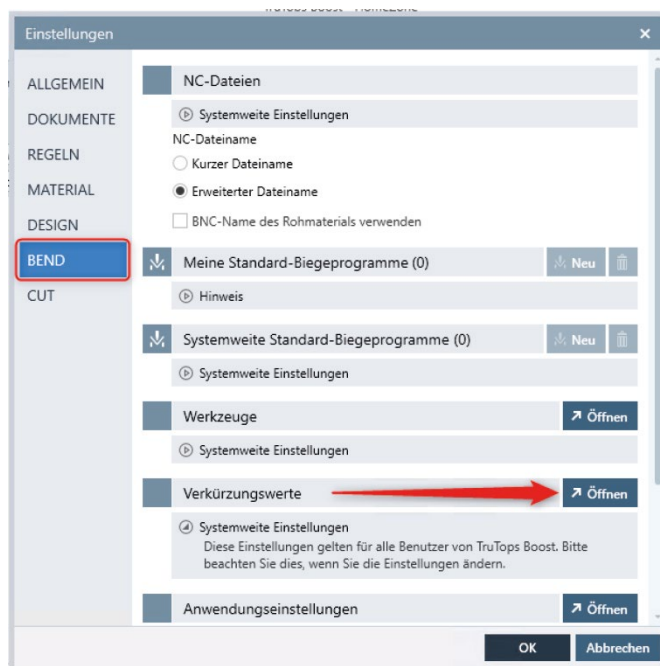 TruTops Boost - HomeZone
Einstellungen
ALLGEMEIN
DOKUMENTE
REGELN
MATERIAL
DESIGN
BEND
CUT
NC-Dateien
Systemweite Einstellungen
NC-Dateiname
Kurzer Dateiname
Erweiterter Dateiname
BNC-Name des Rohmaterials verwenden
Meine Standard-Biegeprogramme (0)
Neu
Hinweis
Systemweite Standard-Biegeprogramme (0)
Neu
Systemweite Einstellungen
Werkzeuge
Öffnen
Systemweite Einstellungen
Verkürzungswerte
Öffnen
Systemweite Einstellungen
Diese Einstellungen gelten für alle Benutzer von TruTops Boost. Bitte
beachten Sie dies, wenn Sie die Einstellungen ändern.
Anwendungseinstellungen
Öffnen
OK
Abbrechen